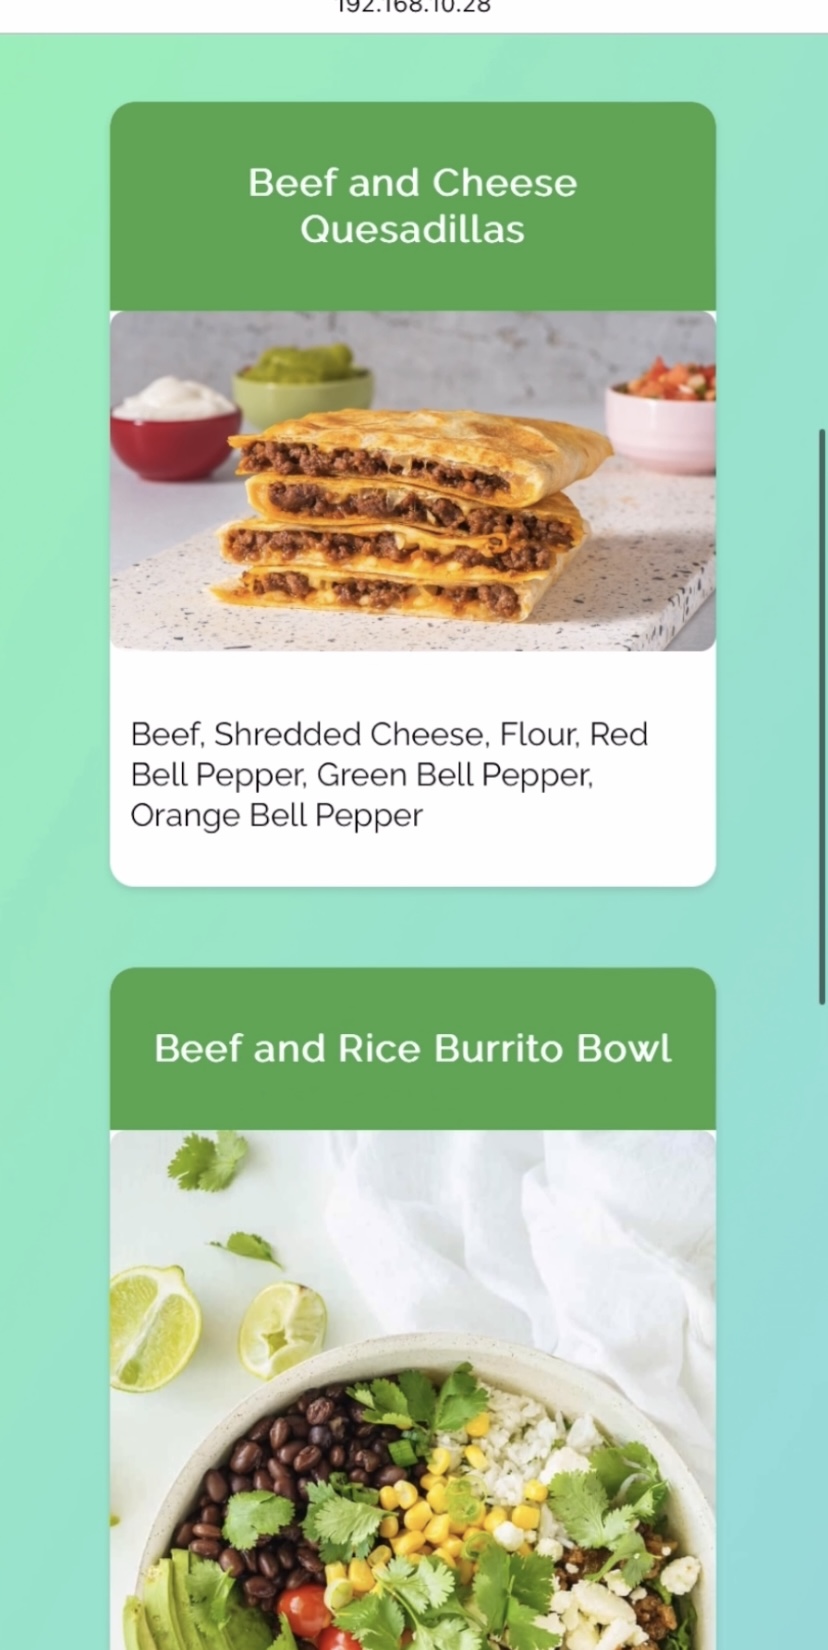 192.168.10.28
Beef and Cheese
Quesadillas
Beef, Shredded Cheese, Flour, Red
Bell Pepper, Green Bell Pepper,
Orange Bell Pepper
Beef and Rice Burrito Bowl